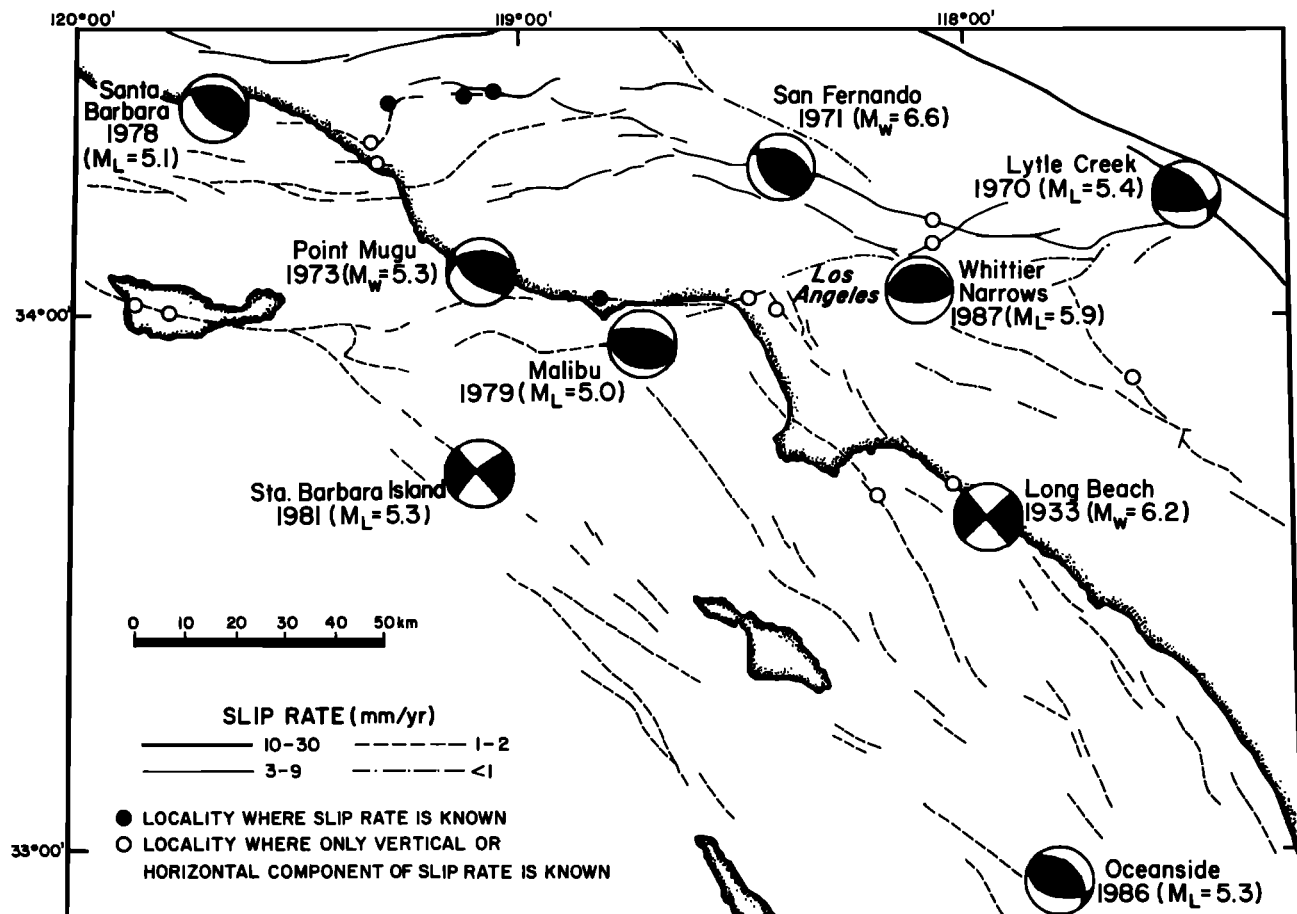 120°00'
119°00'
118°00'
Santa
Barbara
1978
(ML=5.1)
San Fernando
1971 (Mw=6.6)
Lytle Creek
1970 (ML=5.4)
Point Mugu
1973 (Mw=5.3)
Los
Angeles
Whittier
Narrows
1987 (ML=5.9)
34°00'
Malibu
1979 (ML=5.0)
Sta. Barbara Island
1981 (ML=5.3)
Long Beach
1933 (Mw=6.2)
0 10 20 30 40 50 km
SLIP RATE (mm/yr)
10-30
1-2
3-9
<1
LOCALITY WHERE SLIP RATE IS KNOWN
LOCALITY WHERE ONLY VERTICAL OR
HORIZONTAL COMPONENT OF SLIP RATE IS KNOWN
33°00'
Oceanside
1986 (ML=5.3)